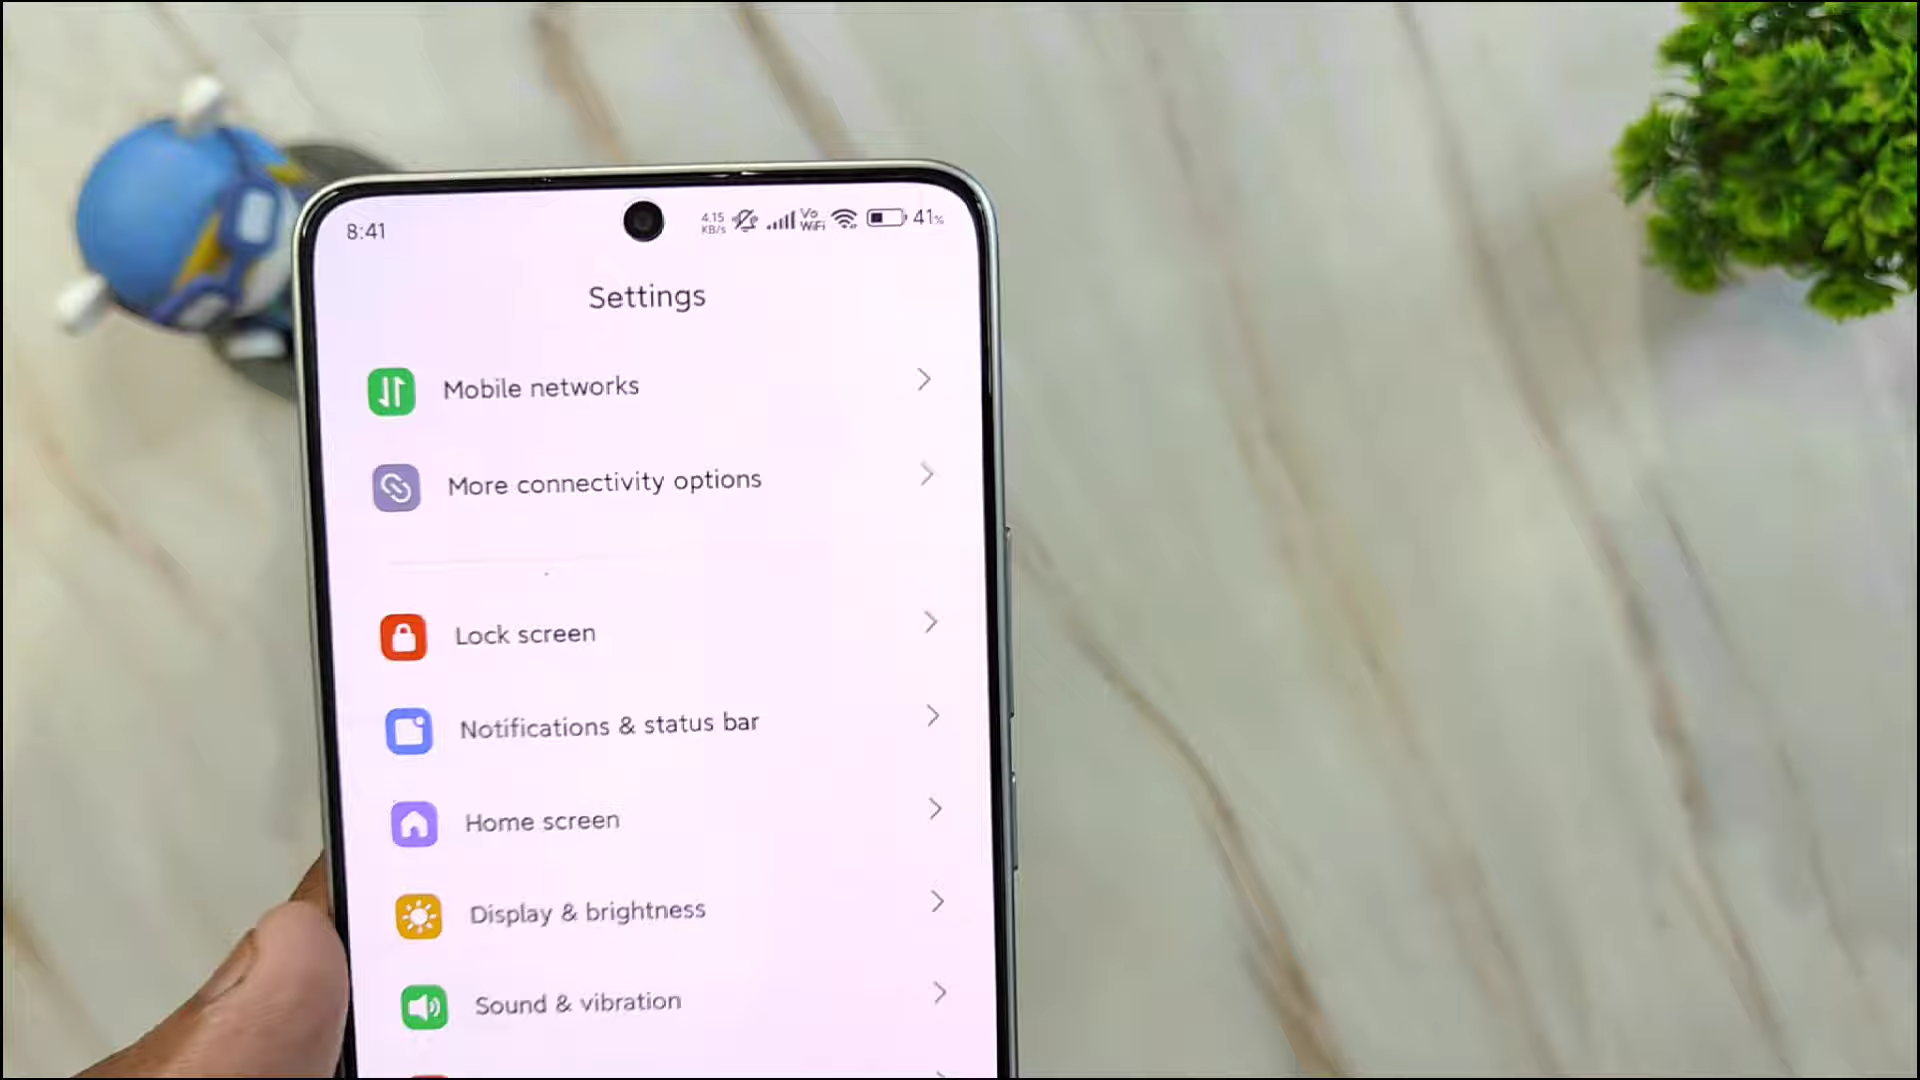 8:41
4.15 KB/s Vo WiFi 41%
Settings
Mobile networks
More connectivity options
Lock screen
Notifications & status bar
Home screen
Display & brightness
Sound & vibration